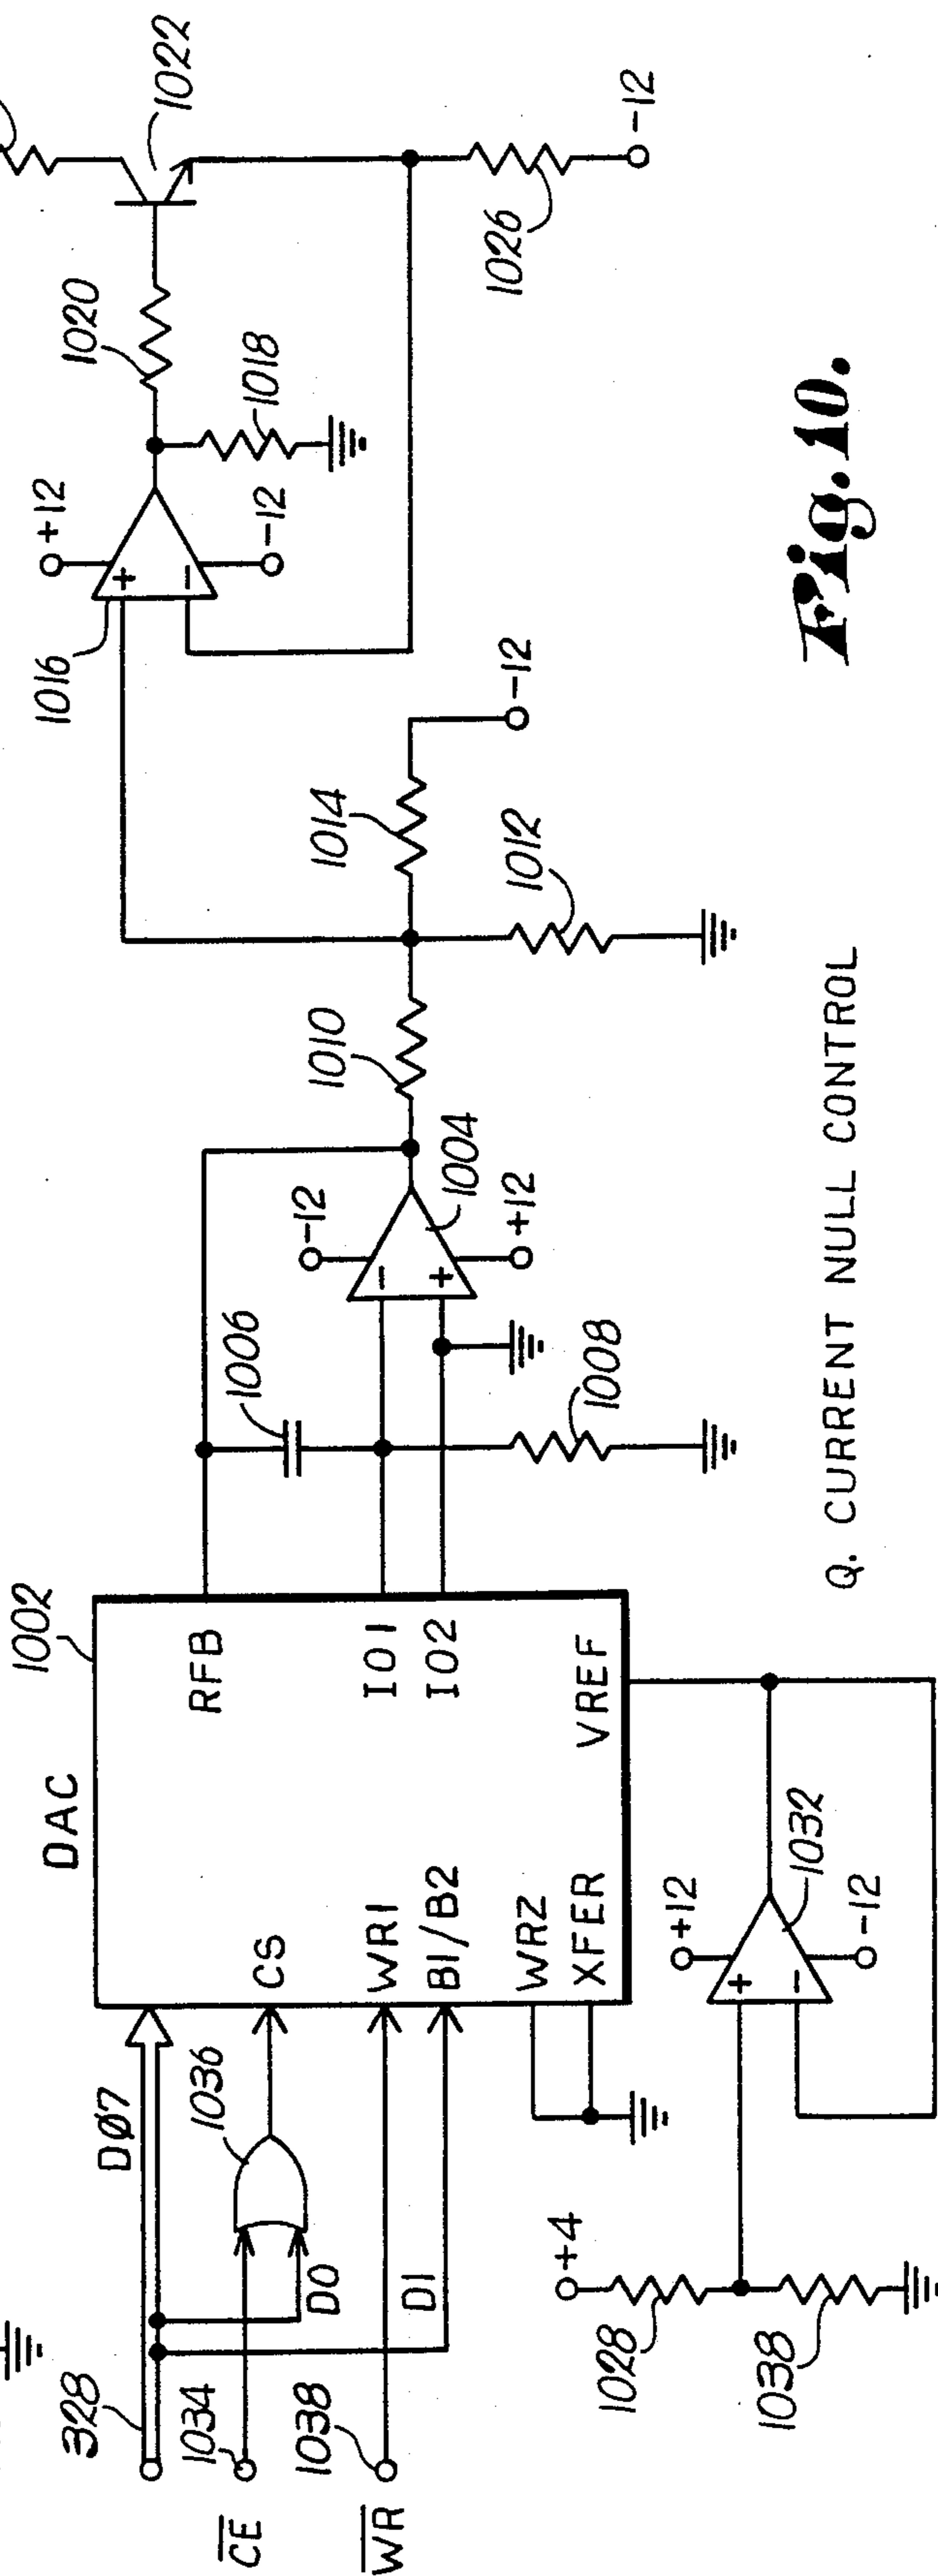 1022
1020
1018
+12
-12
1016
1026
-12
-12
1014
1012
1010
-12
1004
+12
1006
1008
1002
DAC
RFB
IO1
IO2
VREF
CS
WR1
B1/B2
WRZ
XFER
DØ7
1036
DO
D1
328
1034
CE
1038
WR
+12
1032
-12
+4
1028
1038
Q. CURRENT NULL CONTROL
Fig. 10.